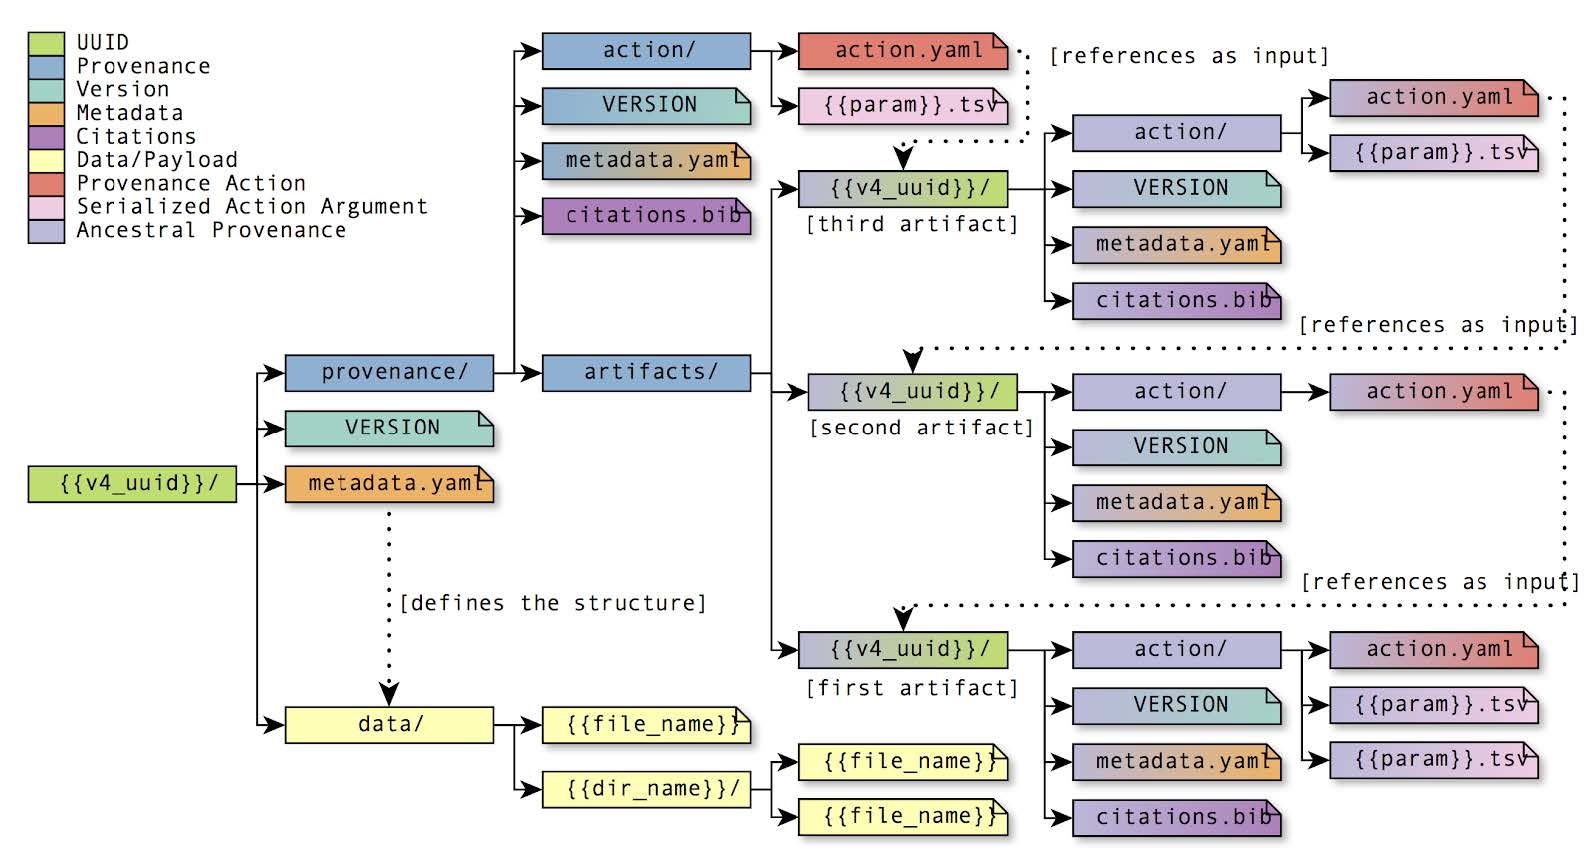 UUID
Provenance
Version
Metadata
Citations
Data/Payload
Provenance Action
Serialized Action Argument
Ancestral Provenance
{{v4_uuid}}/
provenance/
VERSION
metadata.yaml
[defines the structure]
data/
{{file_name}}
{{dir_name}}/
{{file_name}}
{{file_name}}
action/
VERSION
metadata.yaml
citations.bib
artifacts/
action.yaml
{{param}}.tsv
[references as input]
{{v4_uuid}}/
[third artifact]
action/
VERSION
metadata.yaml
citations.bib
action.yaml
{{param}}.tsv
[references as input]
{{v4_uuid}}/
[second artifact]
action/
VERSION
metadata.yaml
citations.bib
action.yaml
[references as input]
{{v4_uuid}}/
[first artifact]
action/
VERSION
metadata.yaml
citations.bib
action.yaml
{{param}}.tsv
{{param}}.tsv